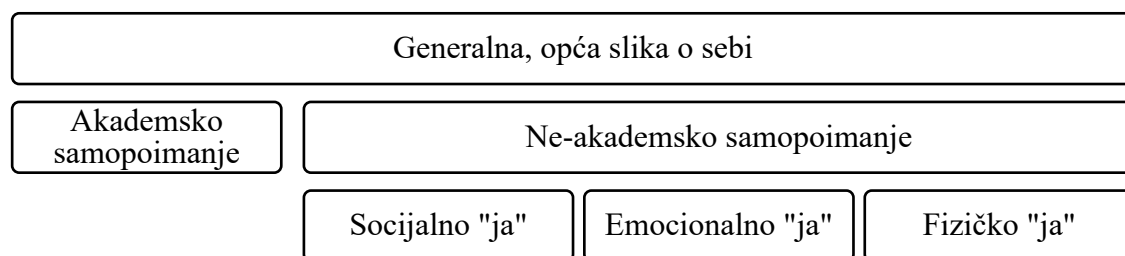 Generalna, opća slika o sebi
Akademsko
samopoimanje
Ne-akademsko samopoimanje
Socijalno "ja"
Emocionalno "ja"
Fizičko "ja"